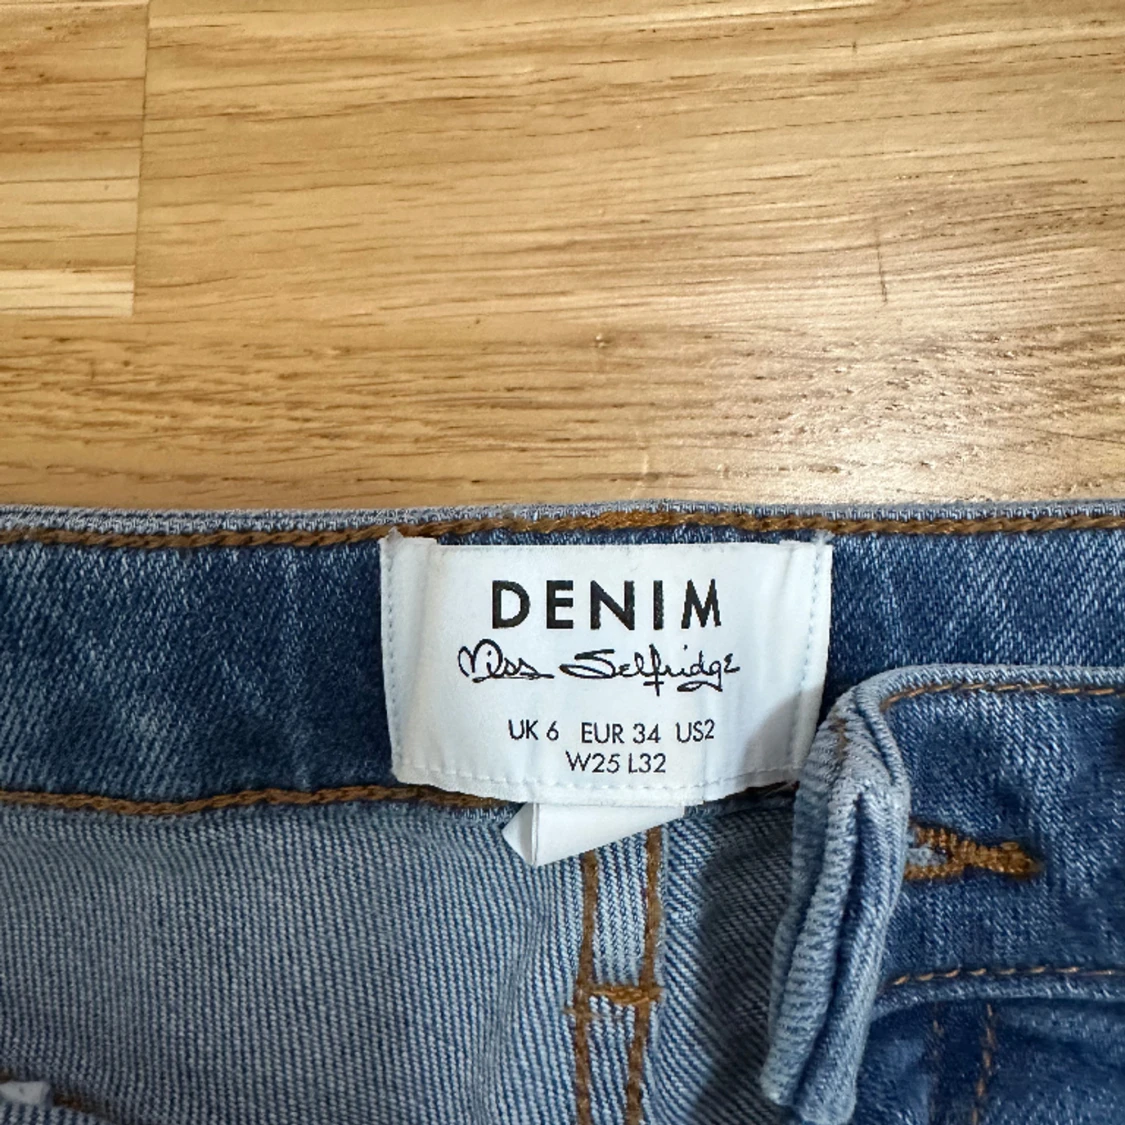 DENIM
Miss Selfridge
UK 6 EUR 34 US2
W25 L32